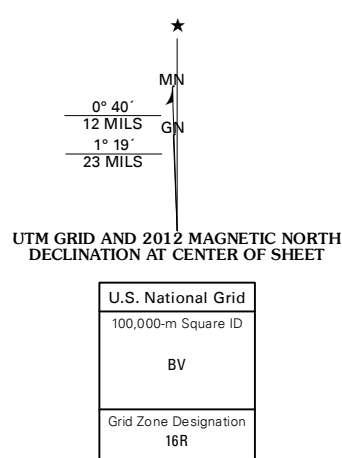 ★
MN
0° 40´
12 MILS
GN
1° 19´
23 MILS
UTM GRID AND 2012 MAGNETIC NORTH
DECLINATION AT CENTER OF SHEET
U.S. National Grid
100,000-m Square ID
BV
Grid Zone Designation
16R